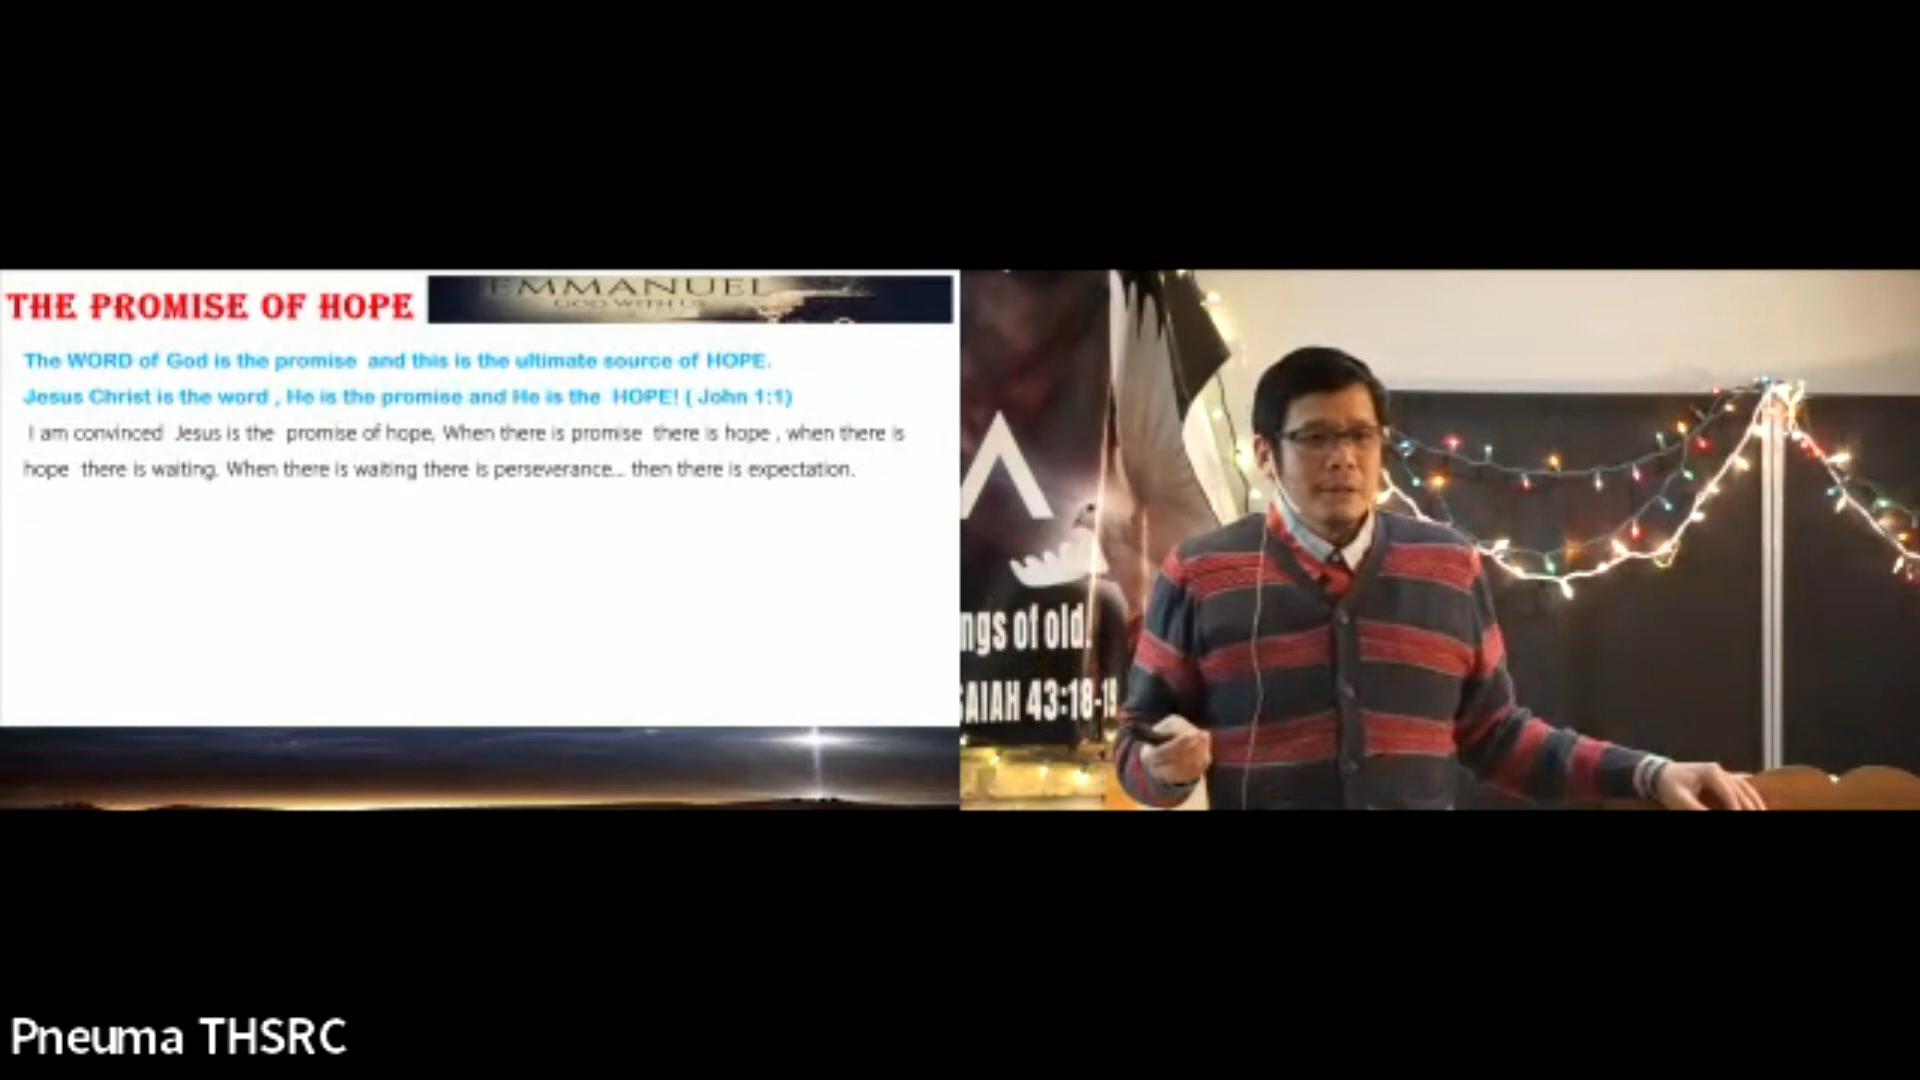 THE PROMISE OF HOPE
EMMANUEL
GOD WITH US
The WORD of God is the promise and this is the ultimate source of HOPE.
Jesus Christ is the word , He is the promise and He is the HOPE! ( John 1:1)
I am convinced Jesus is the promise of hope, When there is promise there is hope , when there is
hope there is waiting. When there is waiting there is perseverance... then there is expectation.
of old.
43:18-19
Pneuma THSRC